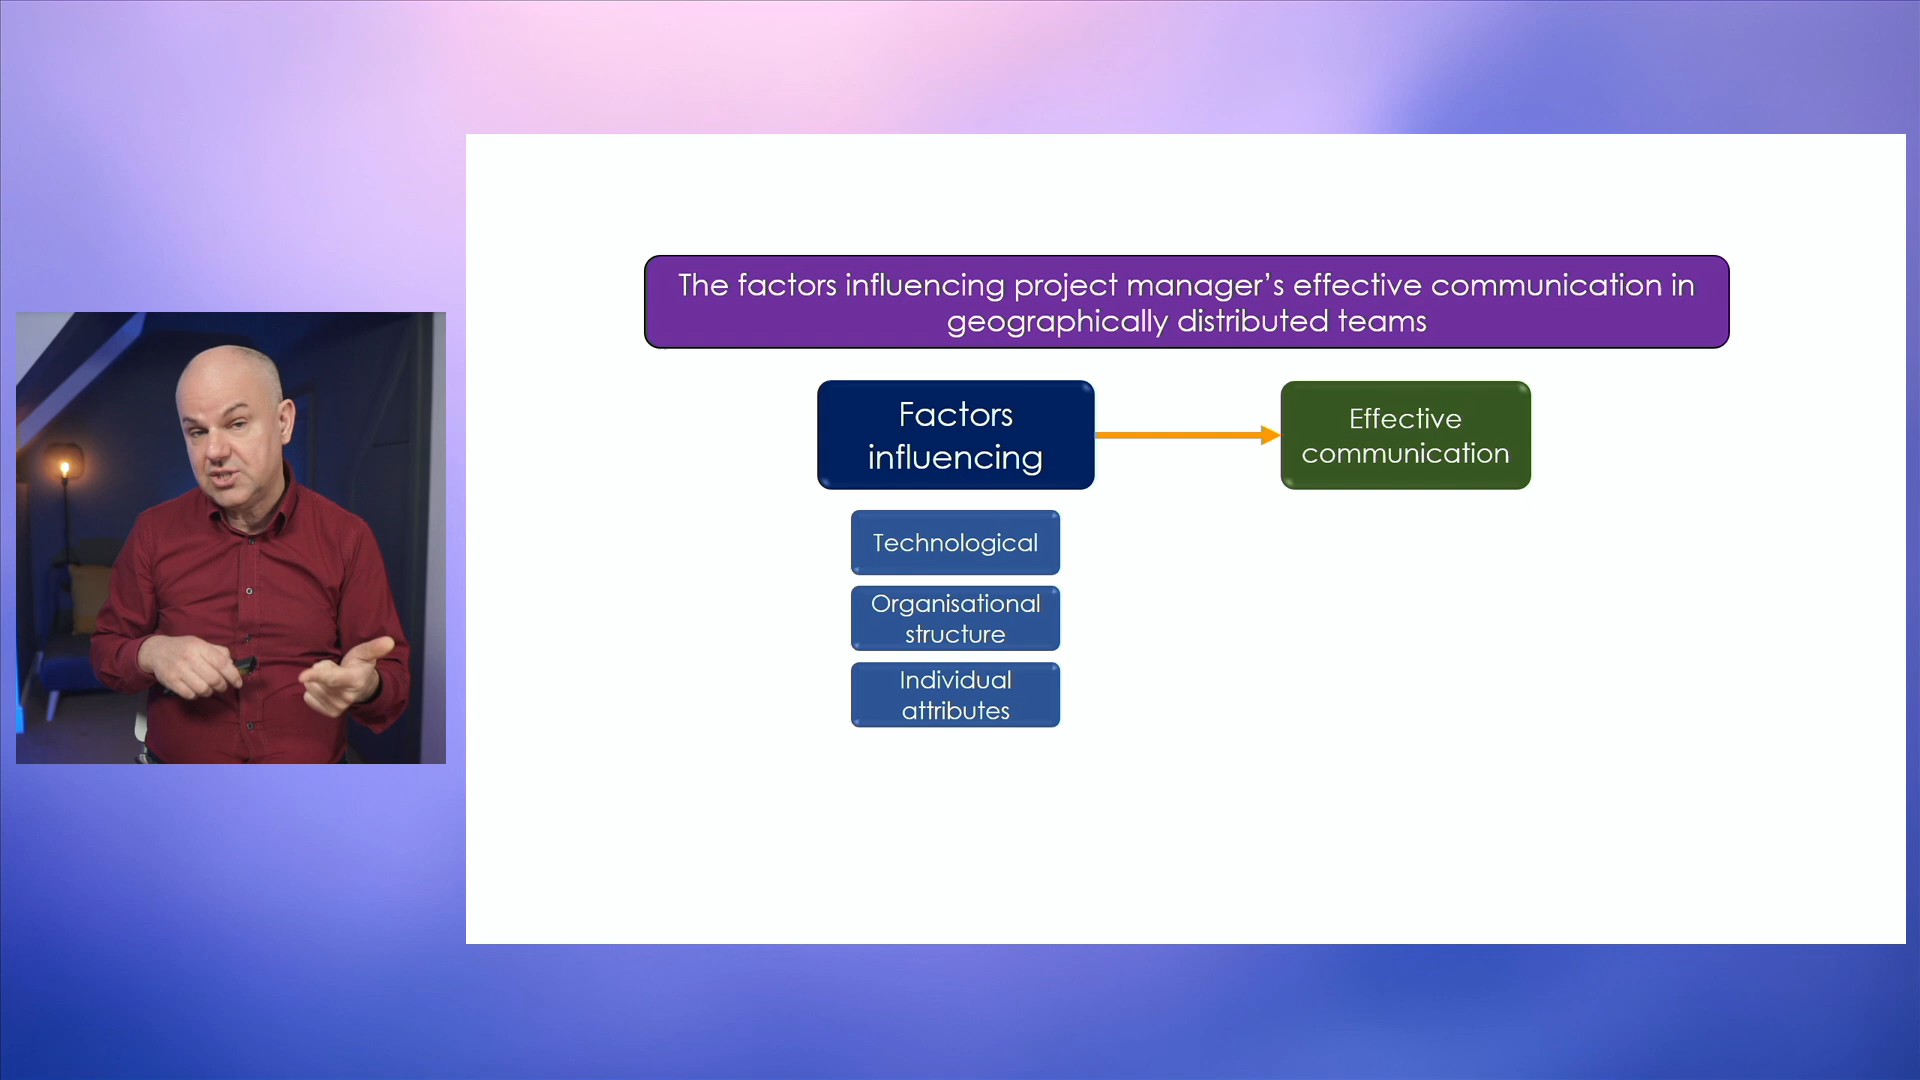 The factors influencing project manager’s effective communication in
geographically distributed teams
Factors
influencing
Effective
communication
Technological
Organisational
structure
Individual
attributes